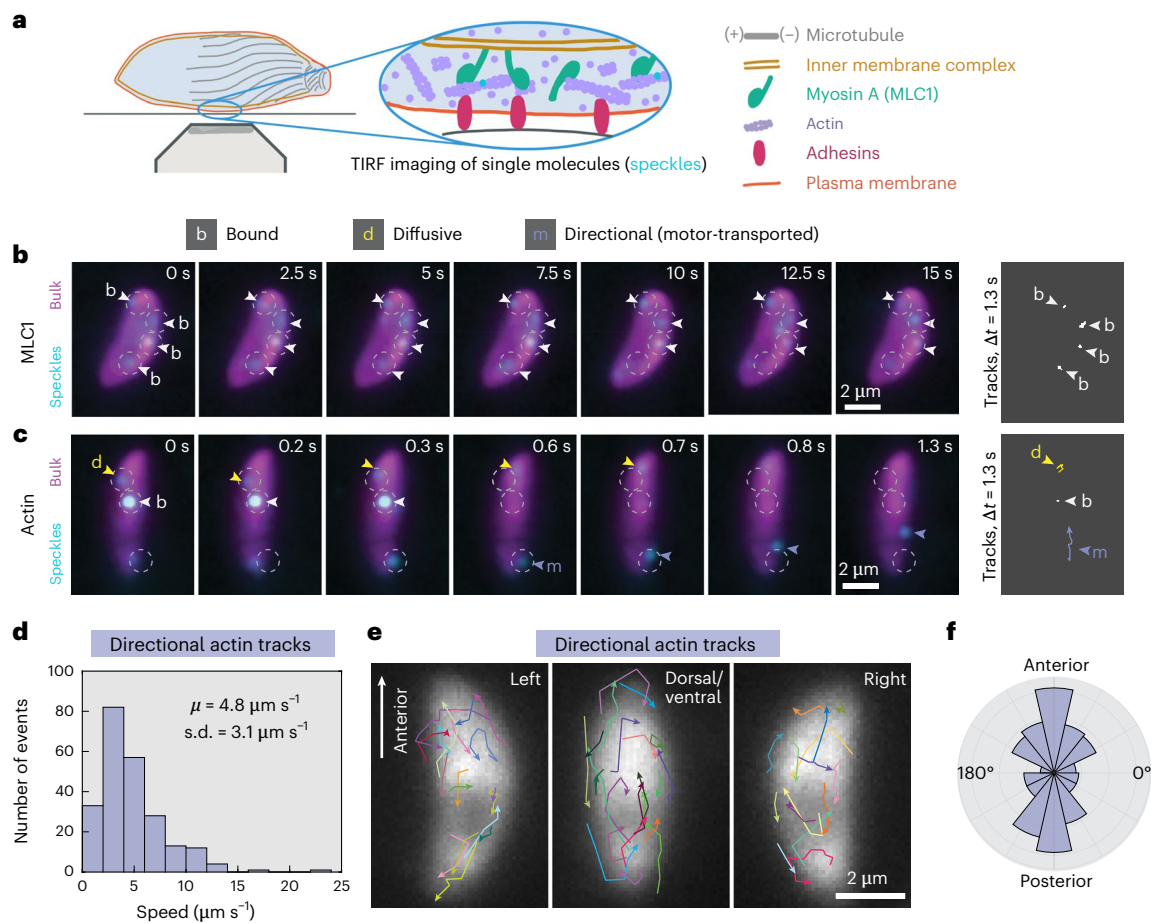 a
(+) (−) Microtubule
Inner membrane complex
Myosin A (MLC1)
Actin
Adhesins
Plasma membrane
TIRF imaging of single molecules (speckles)
b Bound
d Diffusive
m Directional (motor-transported)
b
MLC1
Speckles Bulk
0 s
2.5 s
5 s
7.5 s
10 s
12.5 s
15 s
b
b
b
b
2 μm
Tracks, Δt = 1.3 s
b
b
b
b
c
Actin
Speckles Bulk
0 s
0.2 s
0.3 s
0.6 s
0.7 s
0.8 s
1.3 s
d
b
m
2 μm
Tracks, Δt = 1.3 s
d
b
m
d
Directional actin tracks
Number of events
100
80
60
40
20
0
μ = 4.8 μm s⁻¹
s.d. = 3.1 μm s⁻¹
0 5 10 15 20 25
Speed (μm s⁻¹)
e
Directional actin tracks
Anterior
Left
Dorsal/
ventral
Right
2 μm
f
Anterior
180° 0°
Posterior